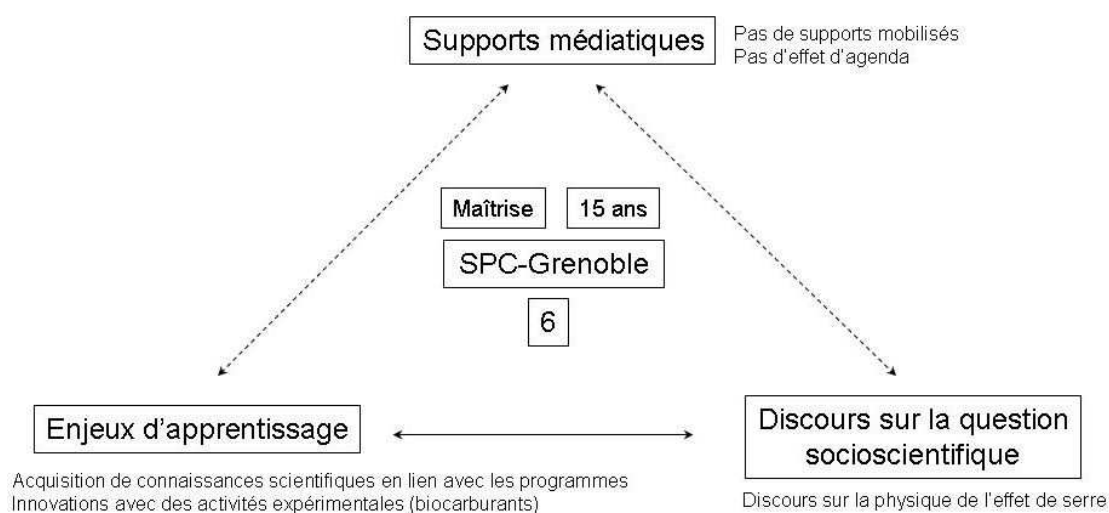 Supports médiatiques
Pas de supports mobilisés
Pas d'effet d'agenda
Maîtrise
15 ans
SPC-Grenoble
6
Enjeux d'apprentissage
Discours sur la question
socioscientifique
Acquisition de connaissances scientifiques en lien avec les programmes
Innovations avec des activités expérimentales (biocarburants)
Discours sur la physique de l'effet de serre